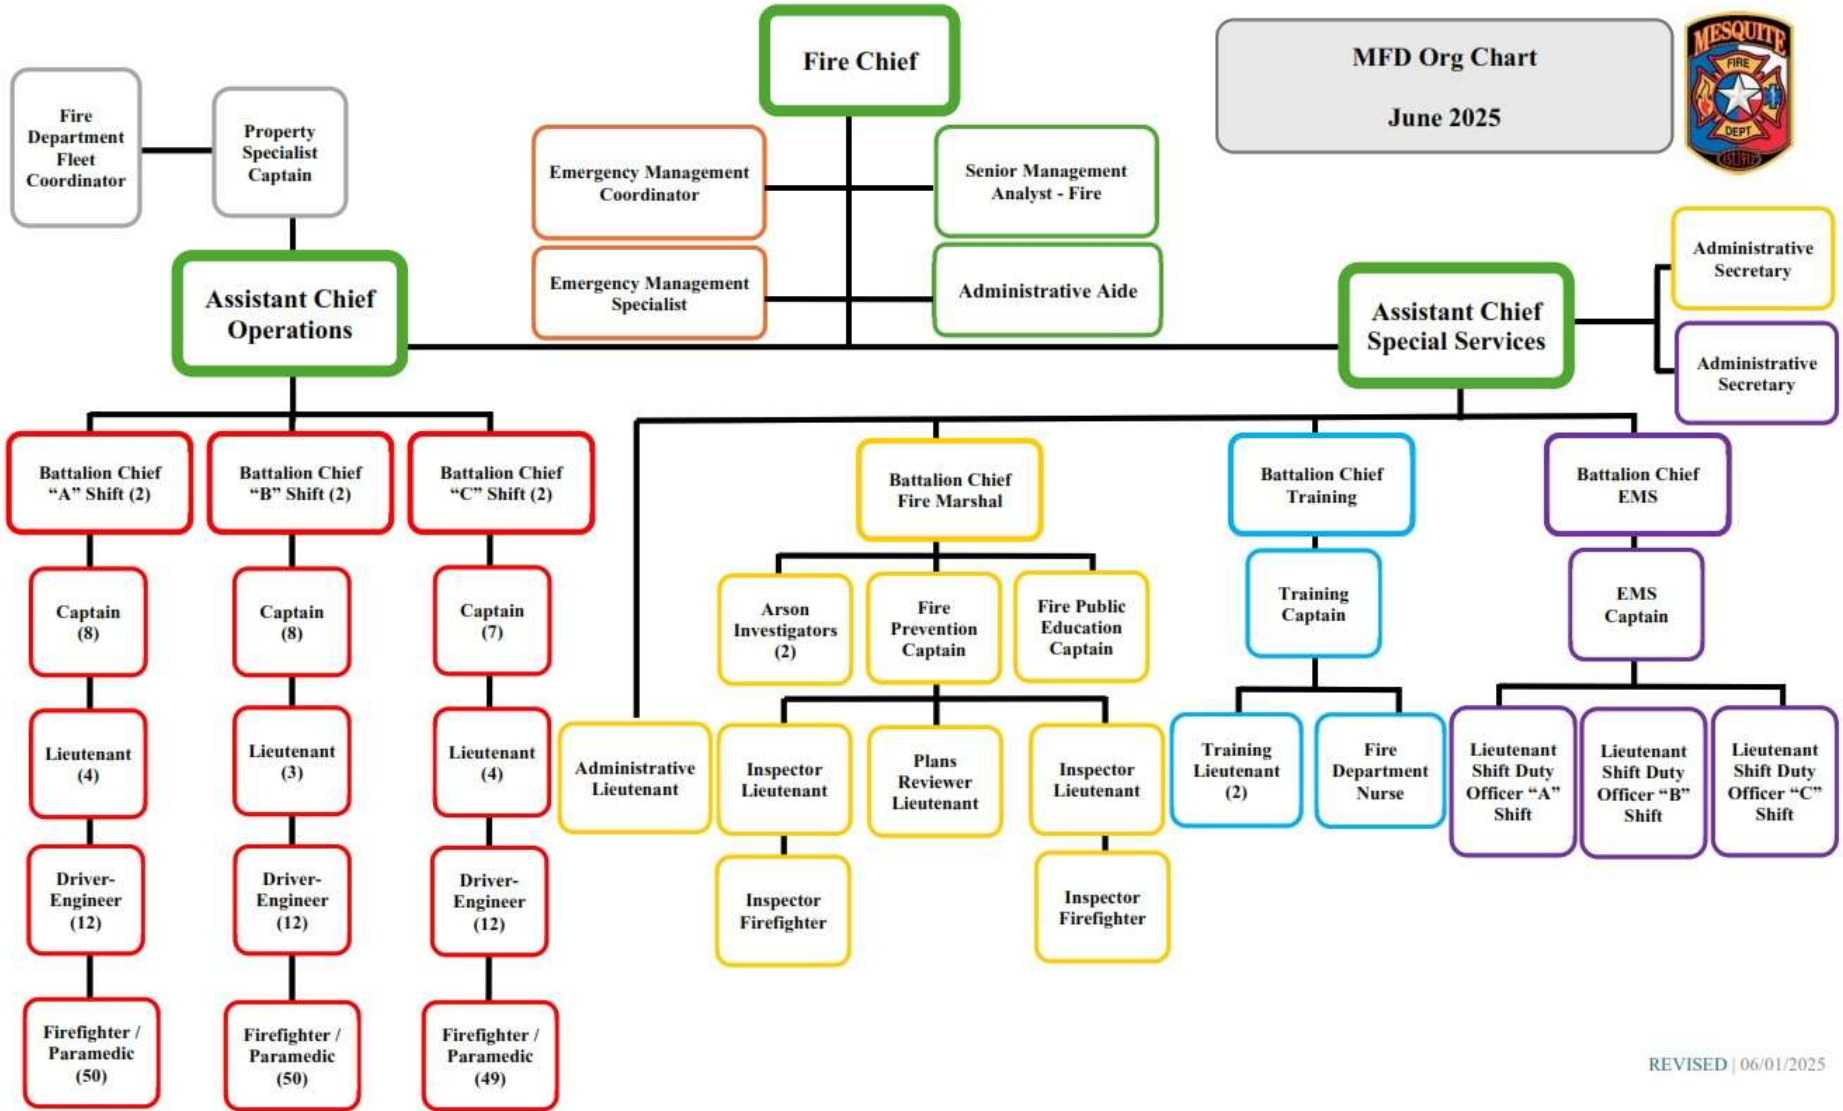 Fire Chief
MFD Org Chart
June 2025
MESQUITE
FIRE
DEPT
EST.1917
Fire
Department
Fleet
Coordinator
Property
Specialist
Captain
Emergency Management
Coordinator
Senior Management
Analyst - Fire
Emergency Management
Specialist
Administrative Aide
Assistant Chief
Operations
Assistant Chief
Special Services
Administrative
Secretary
Administrative
Secretary
Battalion Chief
“A” Shift (2)
Battalion Chief
“B” Shift (2)
Battalion Chief
“C” Shift (2)
Battalion Chief
Fire Marshal
Battalion Chief
Training
Battalion Chief
EMS
Captain
(8)
Captain
(8)
Captain
(7)
Arson
Investigators
(2)
Fire
Prevention
Captain
Fire Public
Education
Captain
Training
Captain
EMS
Captain
Lieutenant
(4)
Lieutenant
(3)
Lieutenant
(4)
Administrative
Lieutenant
Inspector
Lieutenant
Plans
Reviewer
Lieutenant
Inspector
Lieutenant
Training
Lieutenant
(2)
Fire
Department
Nurse
Lieutenant
Shift Duty
Officer “A”
Shift
Lieutenant
Shift Duty
Officer “B”
Shift
Lieutenant
Shift Duty
Officer “C”
Shift
Driver-
Engineer
(12)
Driver-
Engineer
(12)
Driver-
Engineer
(12)
Inspector
Firefighter
Inspector
Firefighter
Firefighter /
Paramedic
(50)
Firefighter /
Paramedic
(50)
Firefighter /
Paramedic
(49)
REVISED | 06/01/2025